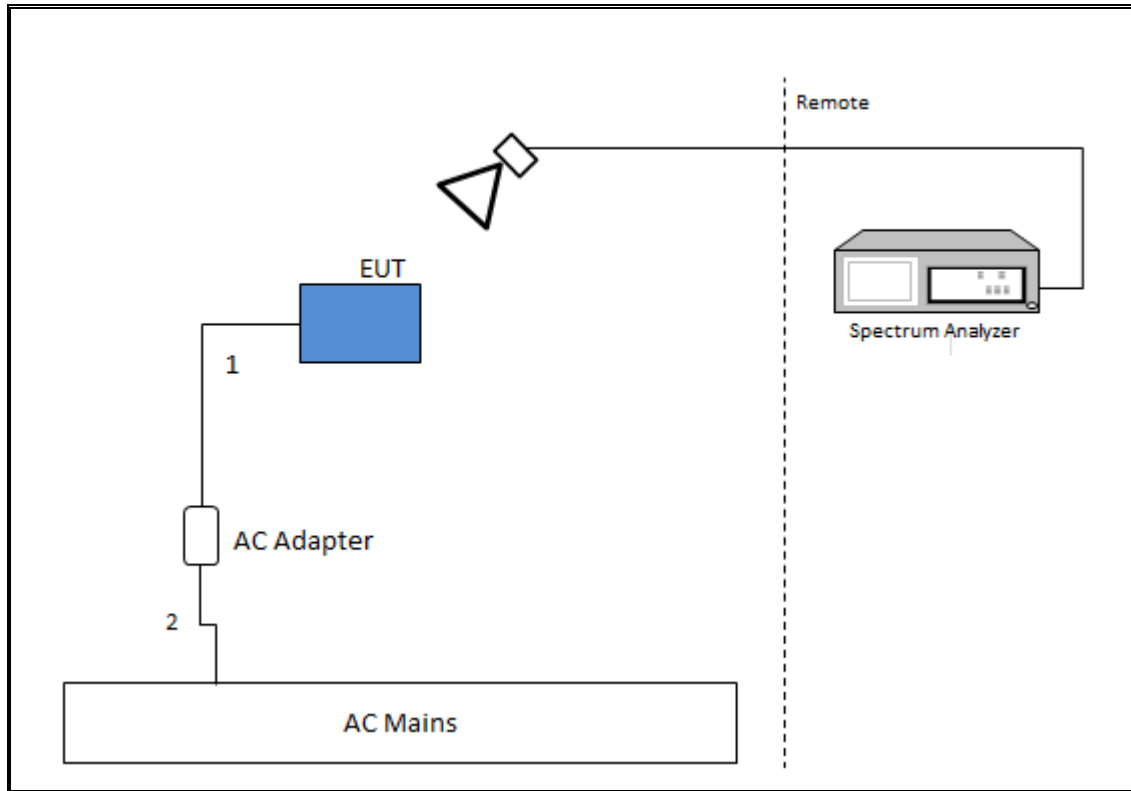 Remote
EUT
Spectrum Analyzer
1
AC Adapter
2
AC Mains